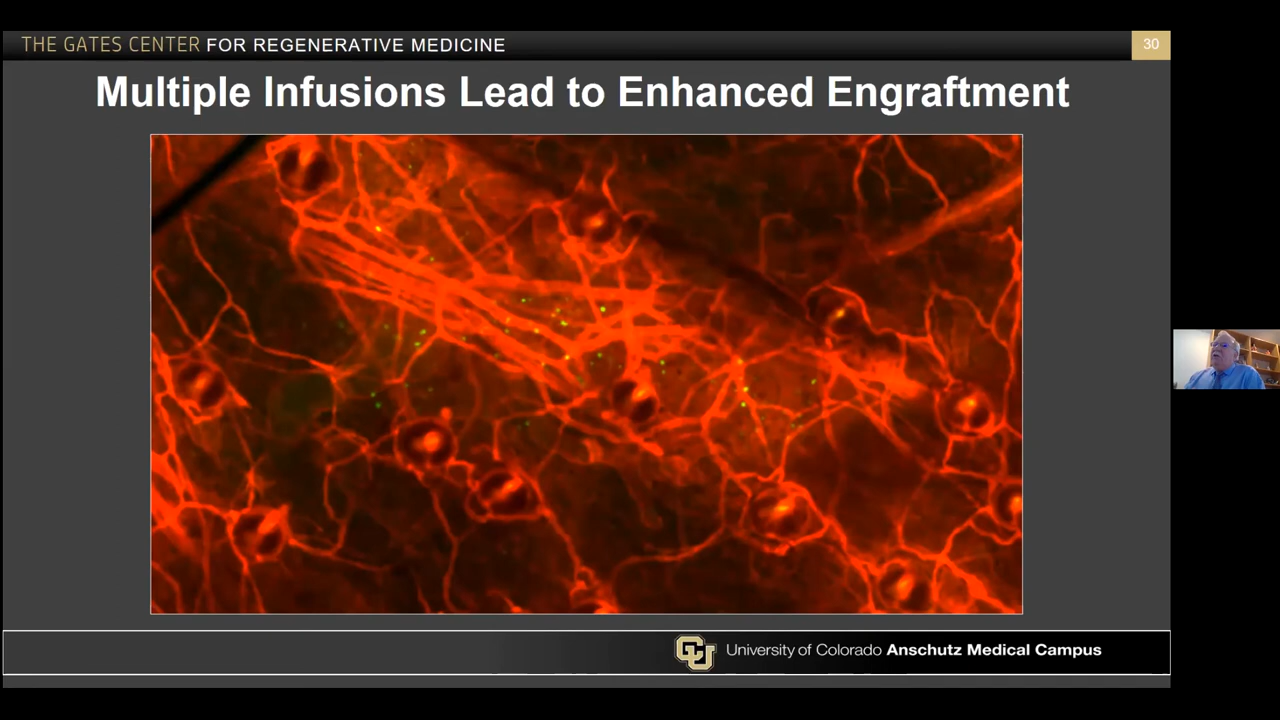 THE GATES CENTER FOR REGENERATIVE MEDICINE
30
Multiple Infusions Lead to Enhanced Engraftment
CU
University of Colorado Anschutz Medical Campus